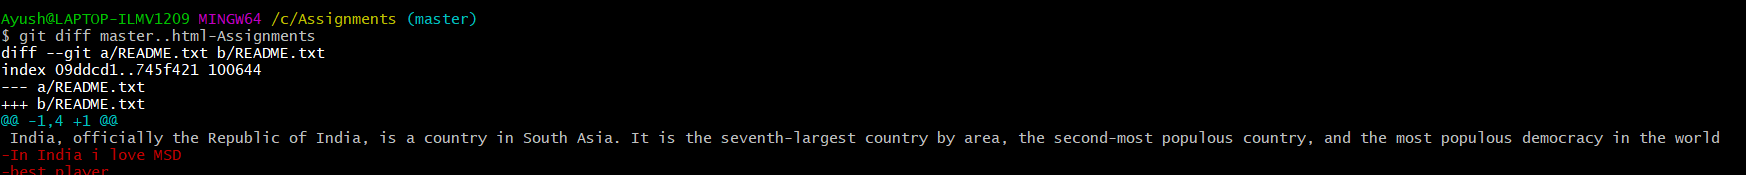 Ayush@LAPTOP-ILMV1209 MINGW64 /c/Assignments (master)
$ git diff master..html-Assignments
diff --git a/README.txt b/README.txt
index 09ddcd1..745f421 100644
--- a/README.txt
+++ b/README.txt
@@ -1,4 +1 @@
 India, officially the Republic of India, is a country in South Asia. It is the seventh-largest country by area, the second-most populous country, and the most populous democracy in the world
-In India i love MSD
-best player